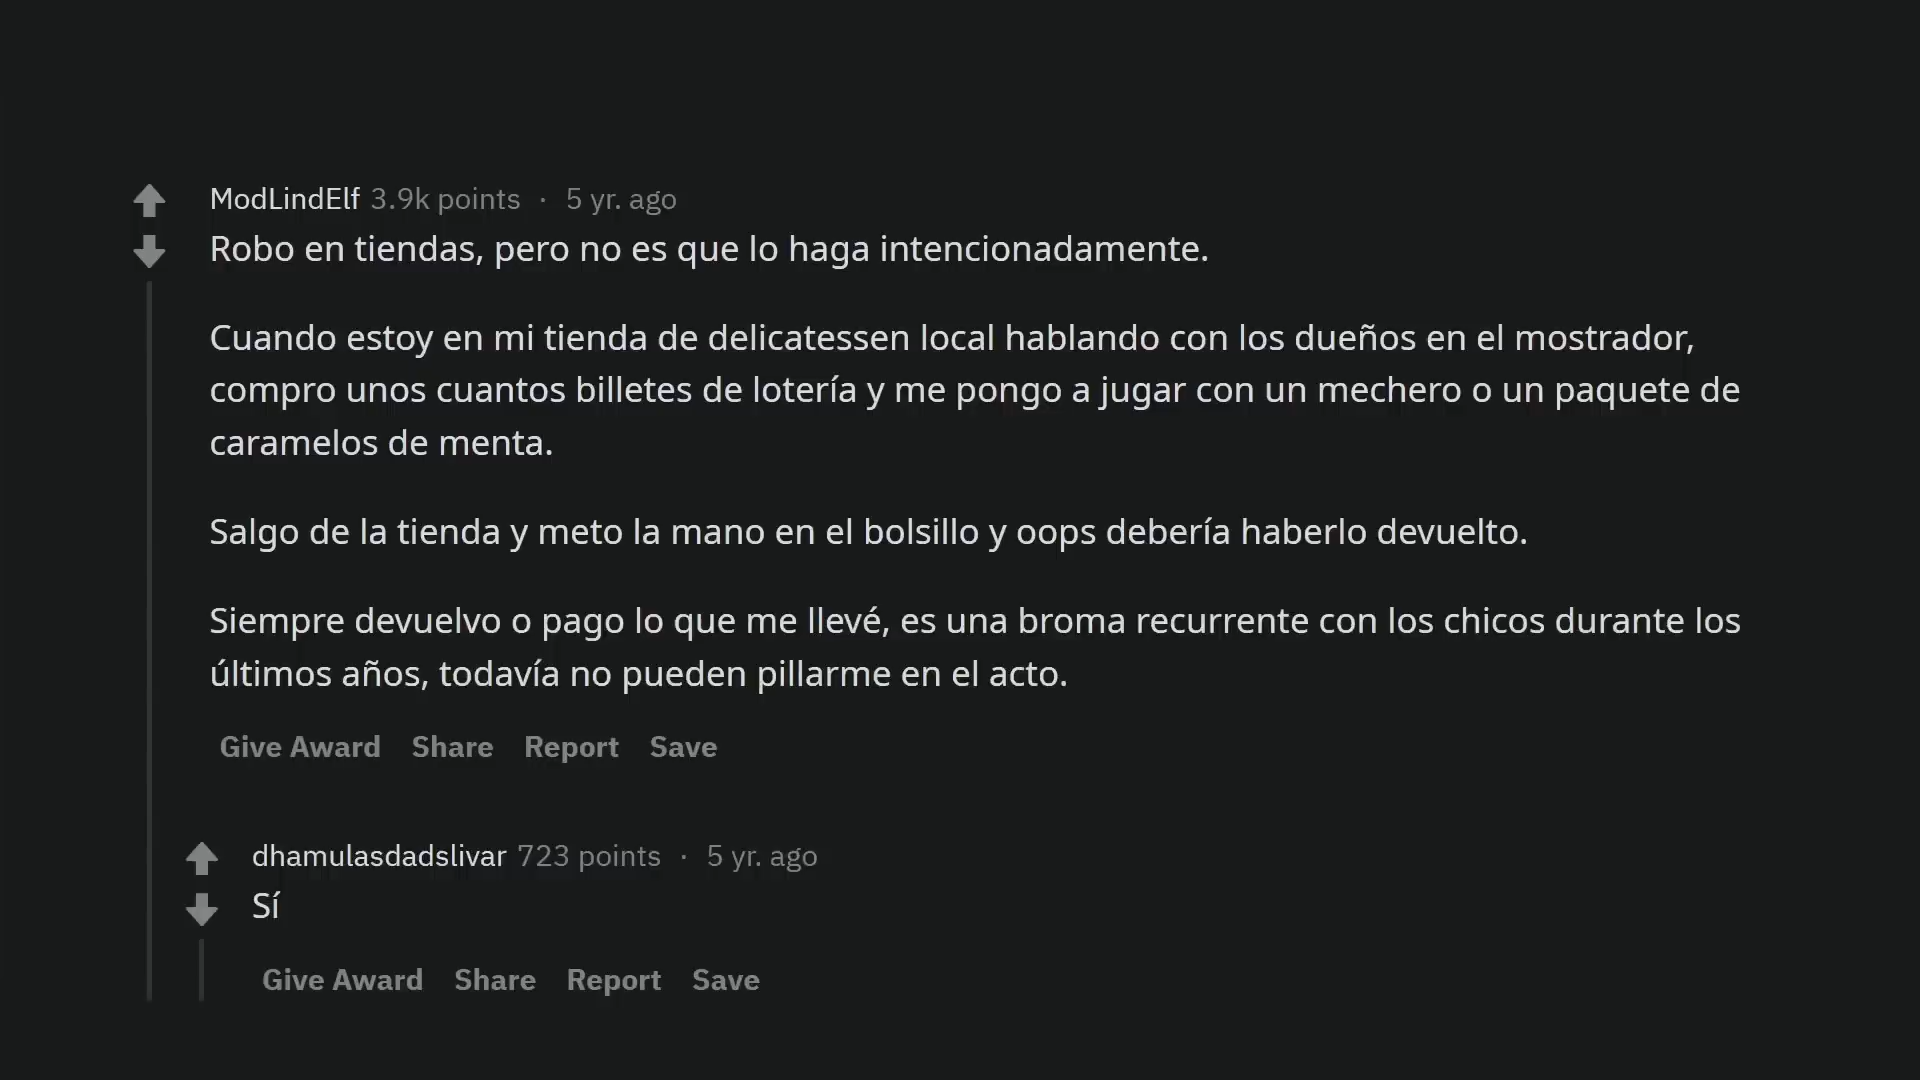 ModLindElf 3.9k points · 5 yr. ago
Robo en tiendas, pero no es que lo haga intencionadamente.
Cuando estoy en mi tienda de delicatessen local hablando con los dueños en el mostrador,
compro unos cuantos billetes de lotería y me pongo a jugar con un mechero o un paquete de
caramelos de menta.
Salgo de la tienda y meto la mano en el bolsillo y oops debería haberlo devuelto.
Siempre devuelvo o pago lo que me llevé, es una broma recurrente con los chicos durante los
últimos años, todavía no pueden pillarme en el acto.
Give Award Share Report Save
dhamulasdadslivar 723 points · 5 yr. ago
Sí
Give Award Share Report Save